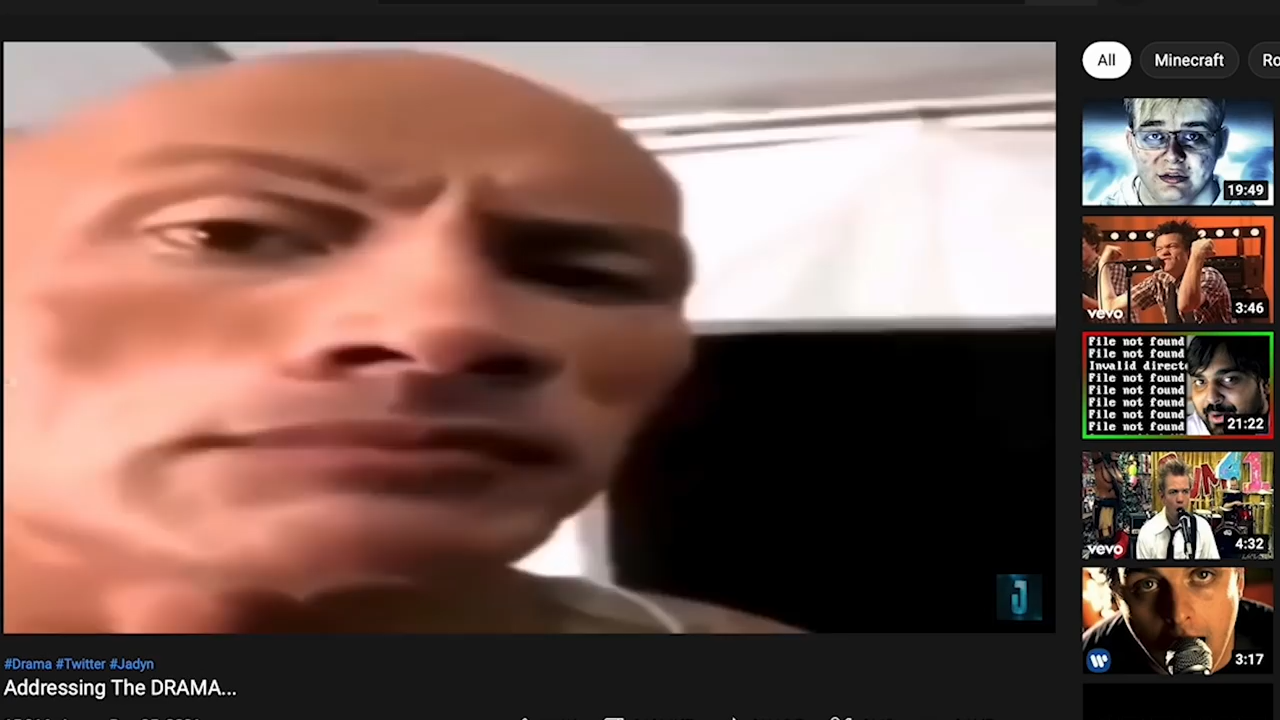 All
Minecraft
Ro
19:49
vevo
3:46
File not found
File not found
Invalid directo
File not found
File not found
File not found
File not found
File not found
21:22
vevo
4:32
3:17
J
#Drama #Twitter #Jadyn
Addressing The DRAMA...